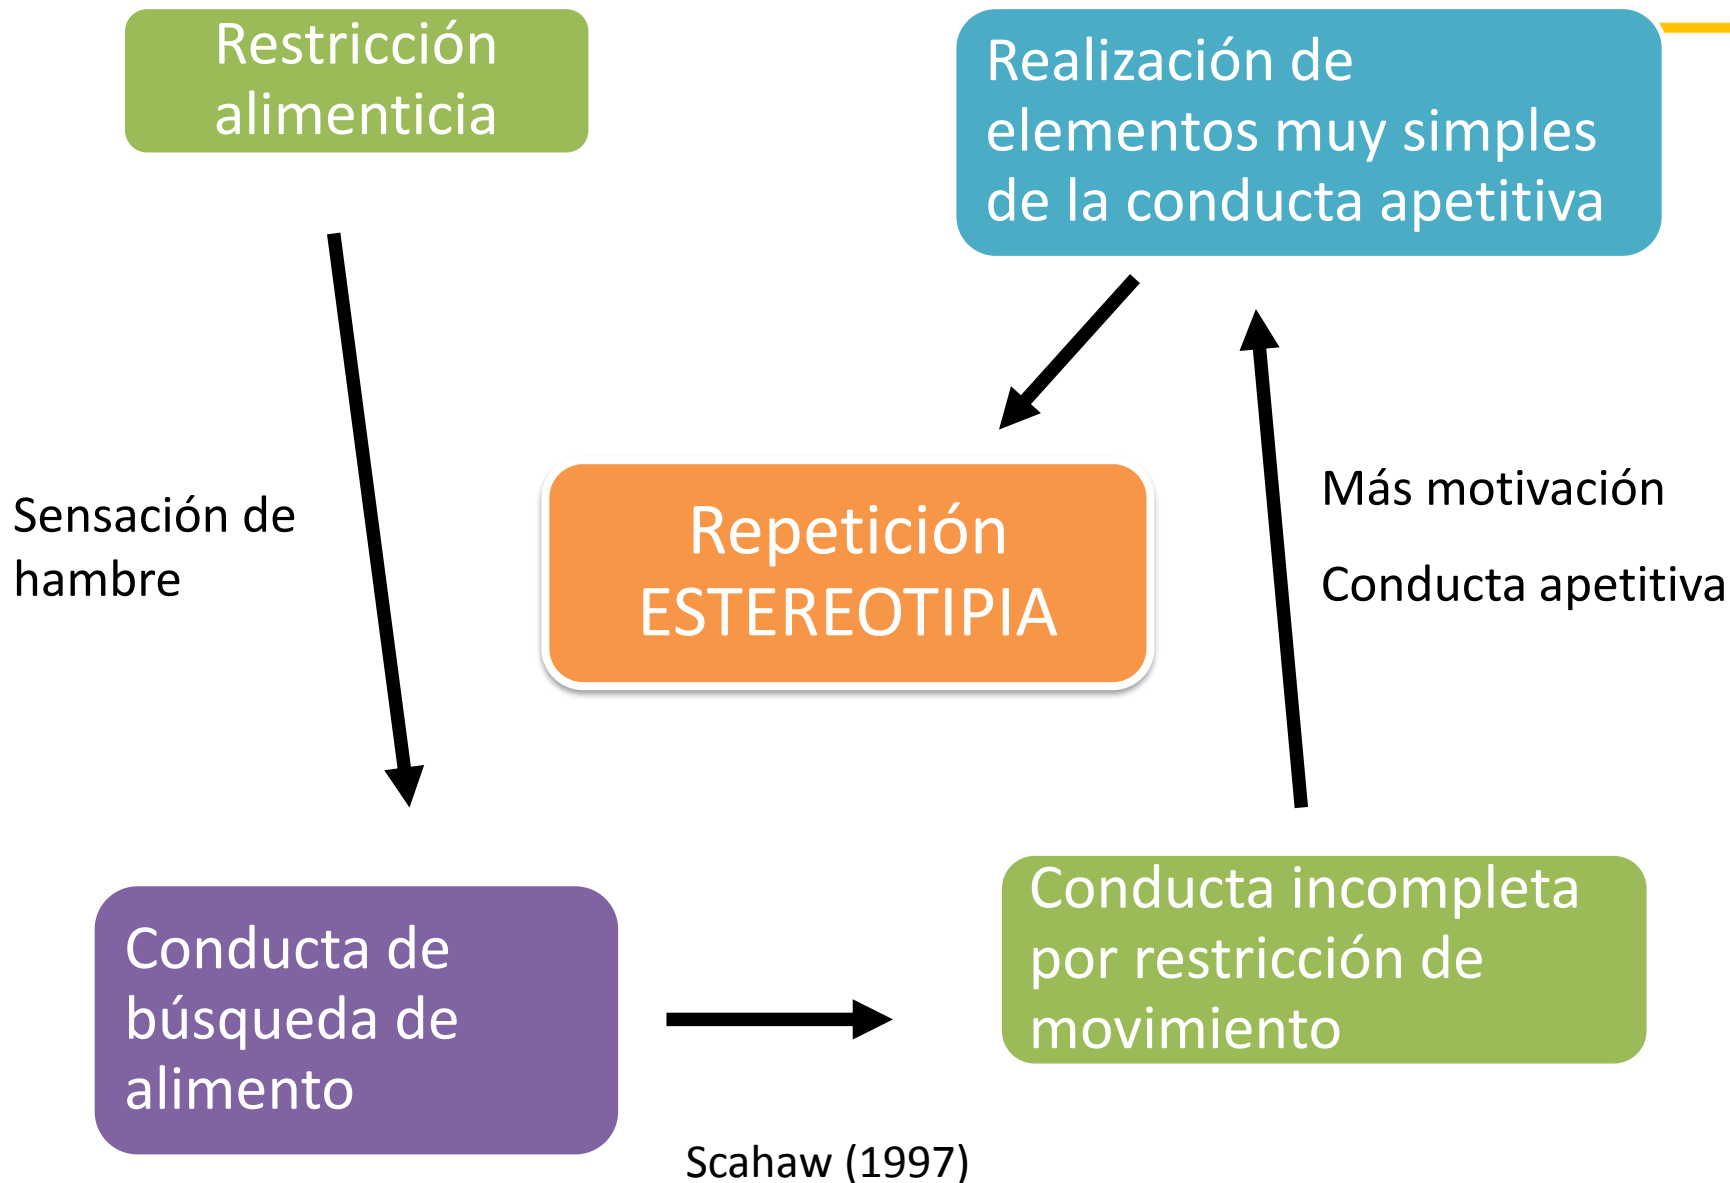 Restricción
alimenticia
Realización de
elementos muy simples
de la conducta apetitiva
Sensación de
hambre
Repetición
ESTEREOTIPIA
Más motivación
Conducta apetitiva
Conducta de
búsqueda de
alimento
Conducta incompleta
por restricción de
movimiento
Scahaw (1997)